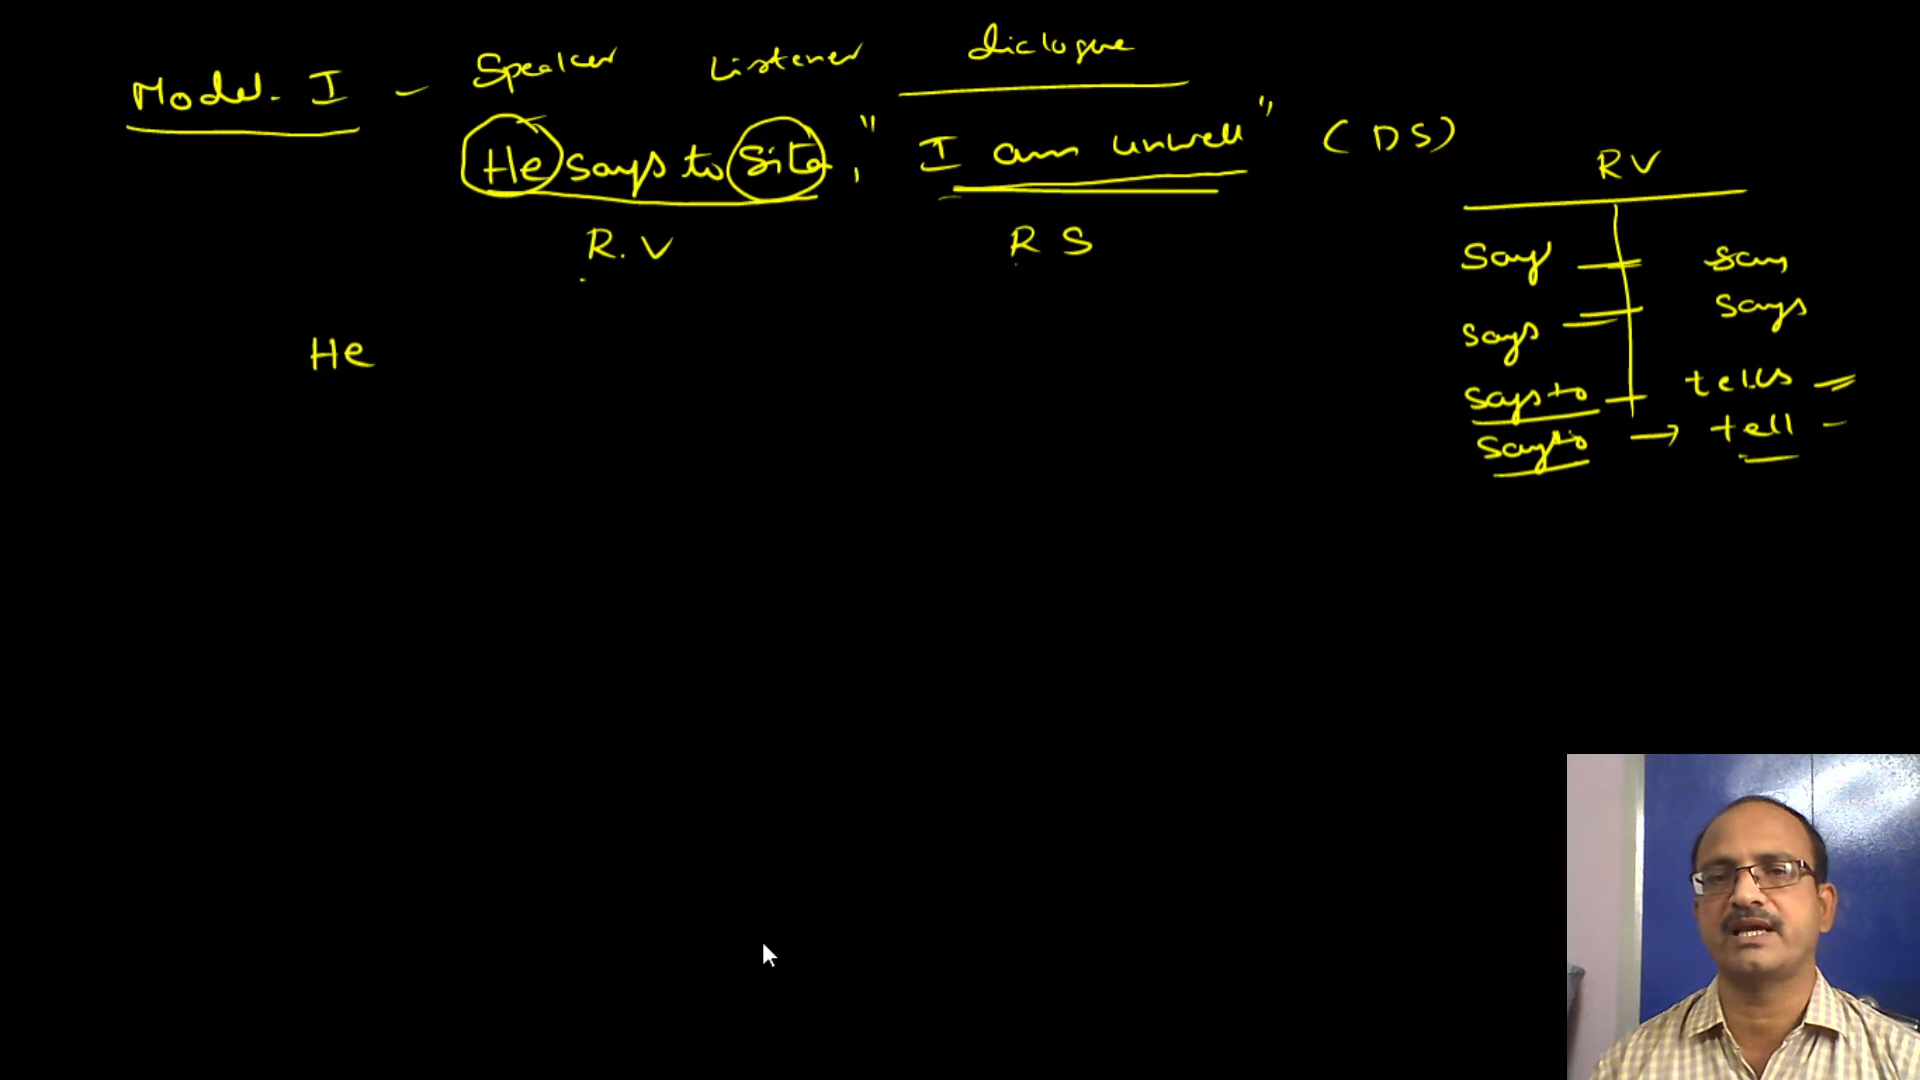 Model. I - Speaker Listener dialogue
He says to Sita, " I am unwell " (DS)
R.V R S
He
RV
Say - say
Says = says
Says to - tells =
Say to → tell -